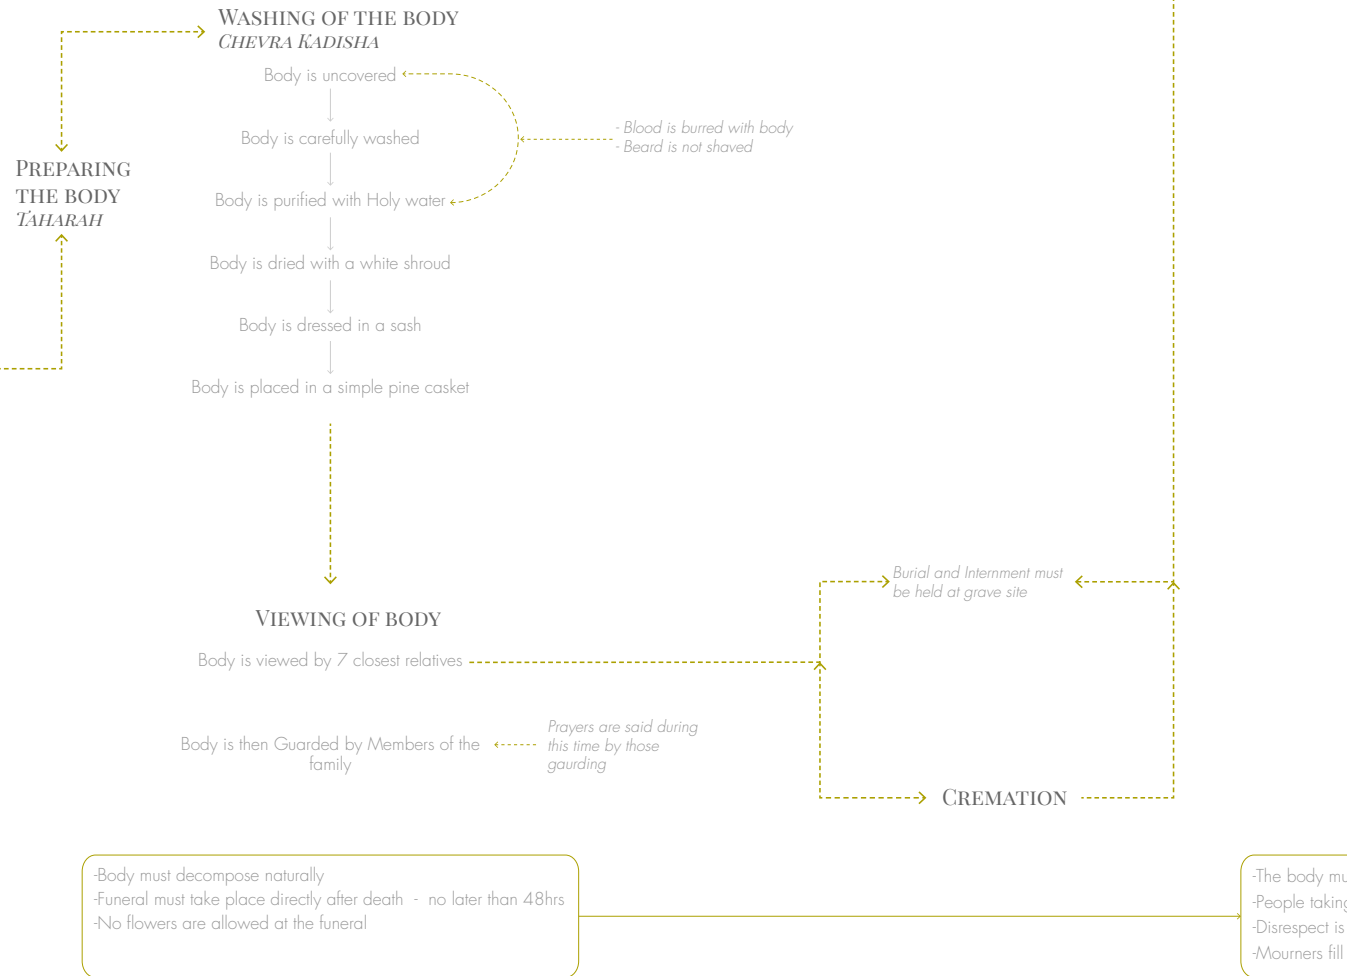 Washing of the body
Chevra Kadisha
Body is uncovered
Body is carefully washed
- Blood is burred with body
- Beard is not shaved
Preparing
the body
Taharah
Body is purified with Holy water
Body is dried with a white shroud
Body is dressed in a sash
Body is placed in a simple pine casket
Viewing of body
Body is viewed by 7 closest relatives
Burial and Internment must
be held at grave site
Body is then Guarded by Members of the
family
Prayers are said during
this time by those
gaurding
Cremation
-Body must decompose naturally
-Funeral must take place directly after death - no later than 48hrs
-No flowers are allowed at the funeral
-The body mu
-People taking
-Disrespect is
-Mourners fill